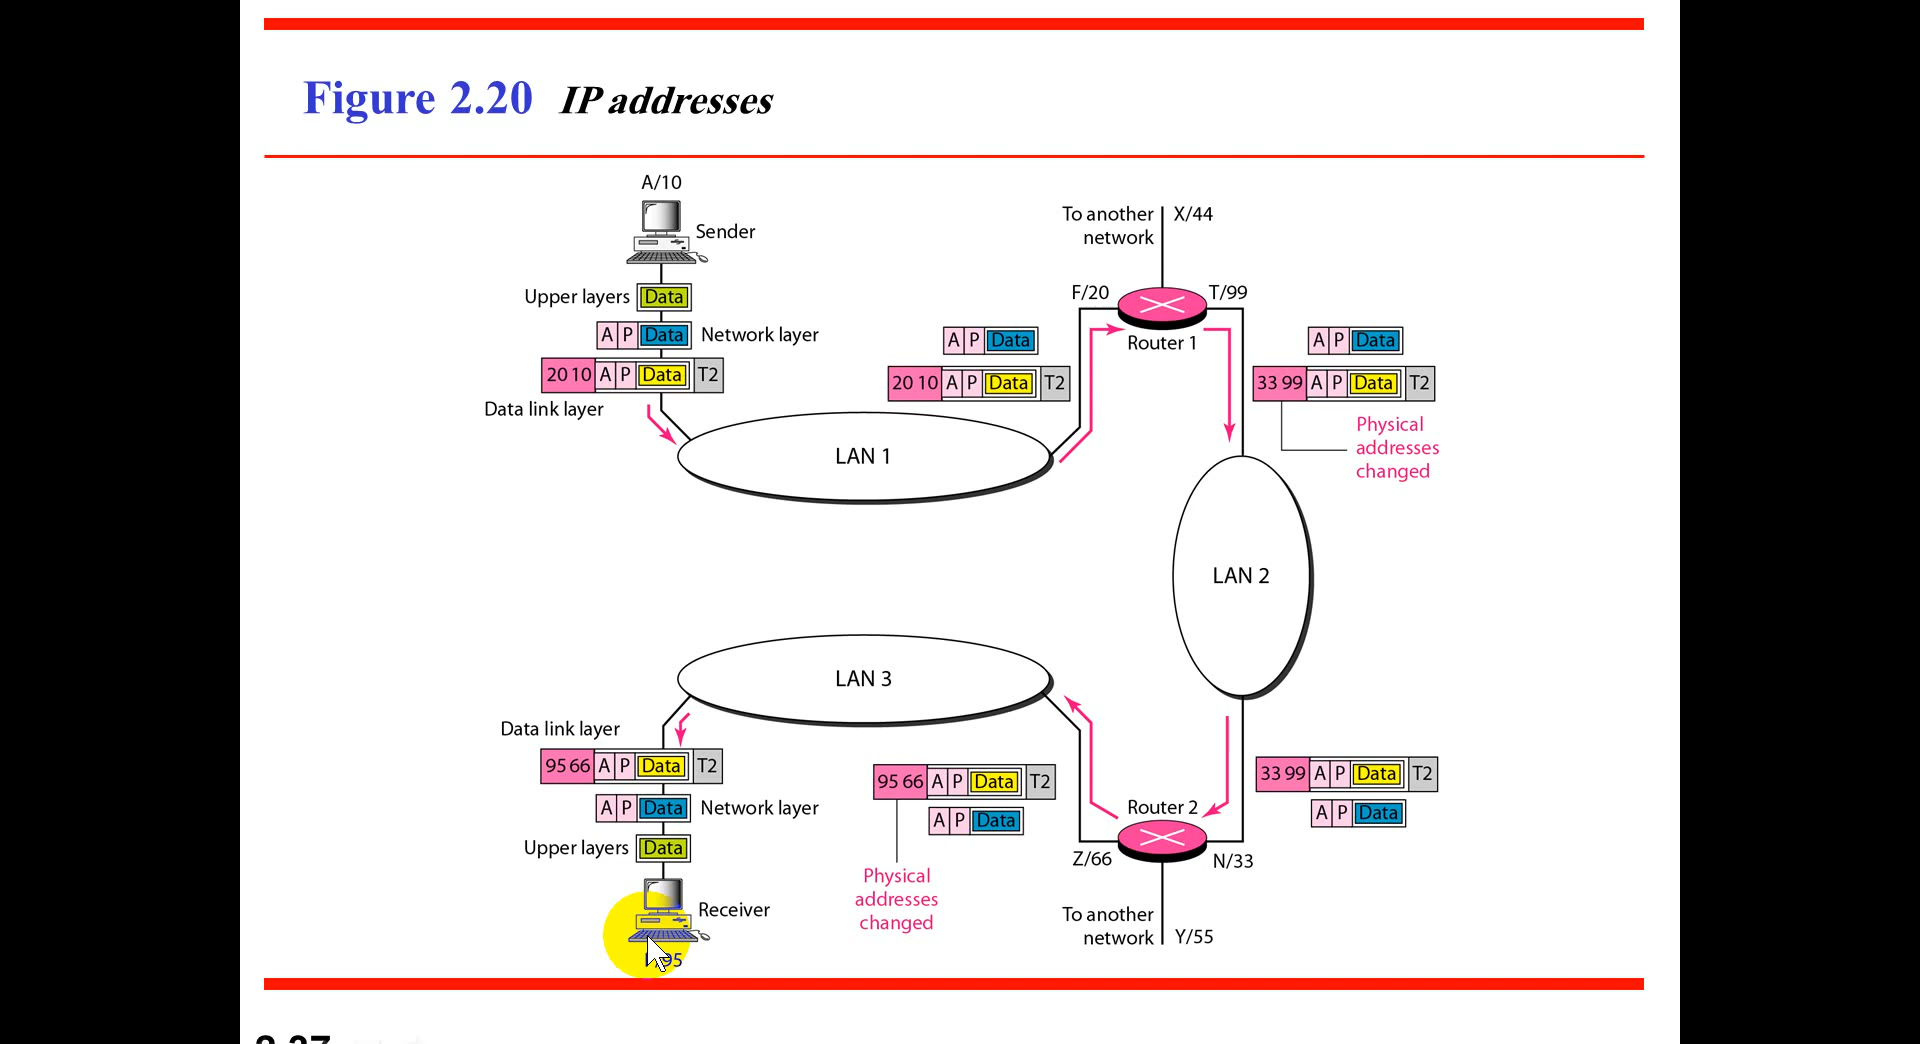 Figure 2.20 IP addresses
A/10
Sender
Upper layers Data
A P Data Network layer
20 10 A P Data T2
Data link layer
LAN 1
To another network X/44
F/20 T/99
Router 1
A P Data
20 10 A P Data T2
A P Data
33 99 A P Data T2
Physical
addresses
changed
LAN 2
LAN 3
33 99 A P Data T2
A P Data
Router 2
Z/66 N/33
To another network Y/55
95 66 A P Data T2
A P Data
Physical
addresses
changed
Data link layer
95 66 A P Data T2
A P Data Network layer
Upper layers Data
Receiver